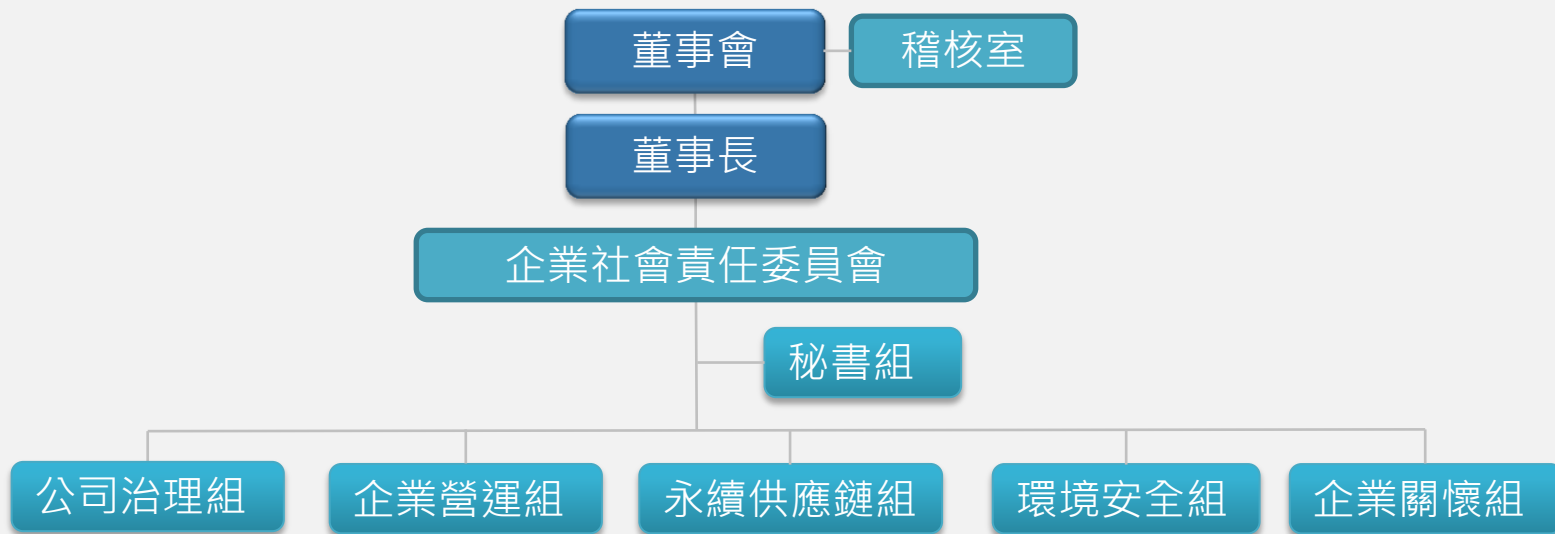 董事會
稽核室
董事長
企業社會責任委員會
秘書組
公司治理組
企業營運組
永續供應鏈組
環境安全組
企業關懷組